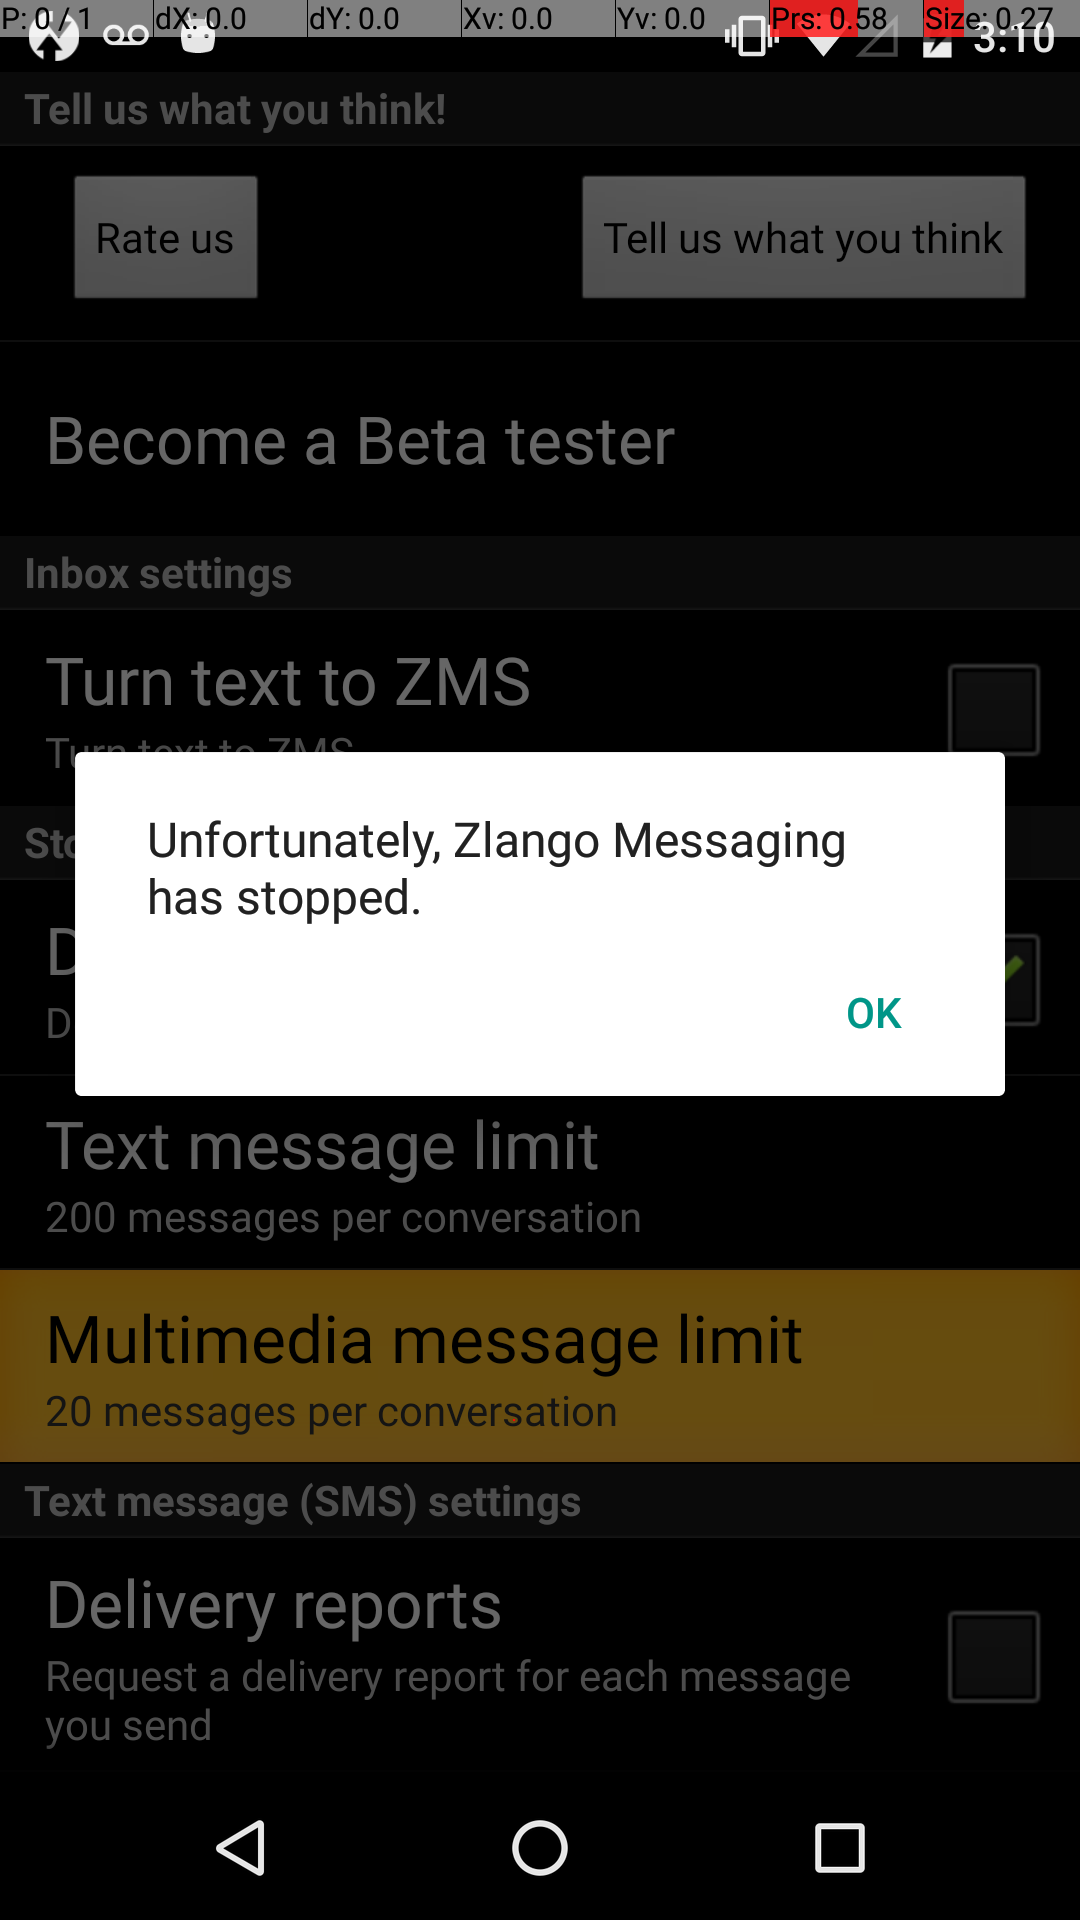 P: 0 / 1 dX: 0.0 dY: 0.0 Xv: 0.0 Yv: 0.0 Prs: 0.58 Size: 0.27
3:10
Tell us what you think!
Rate us Tell us what you think
Become a Beta tester
Inbox settings
Turn text to ZMS
Turn text to ZMS
Unfortunately, Zlango Messaging
has stopped.
OK
Text message limit
200 messages per conversation
Multimedia message limit
20 messages per conversation
Text message (SMS) settings
Delivery reports
Request a delivery report for each message
you send